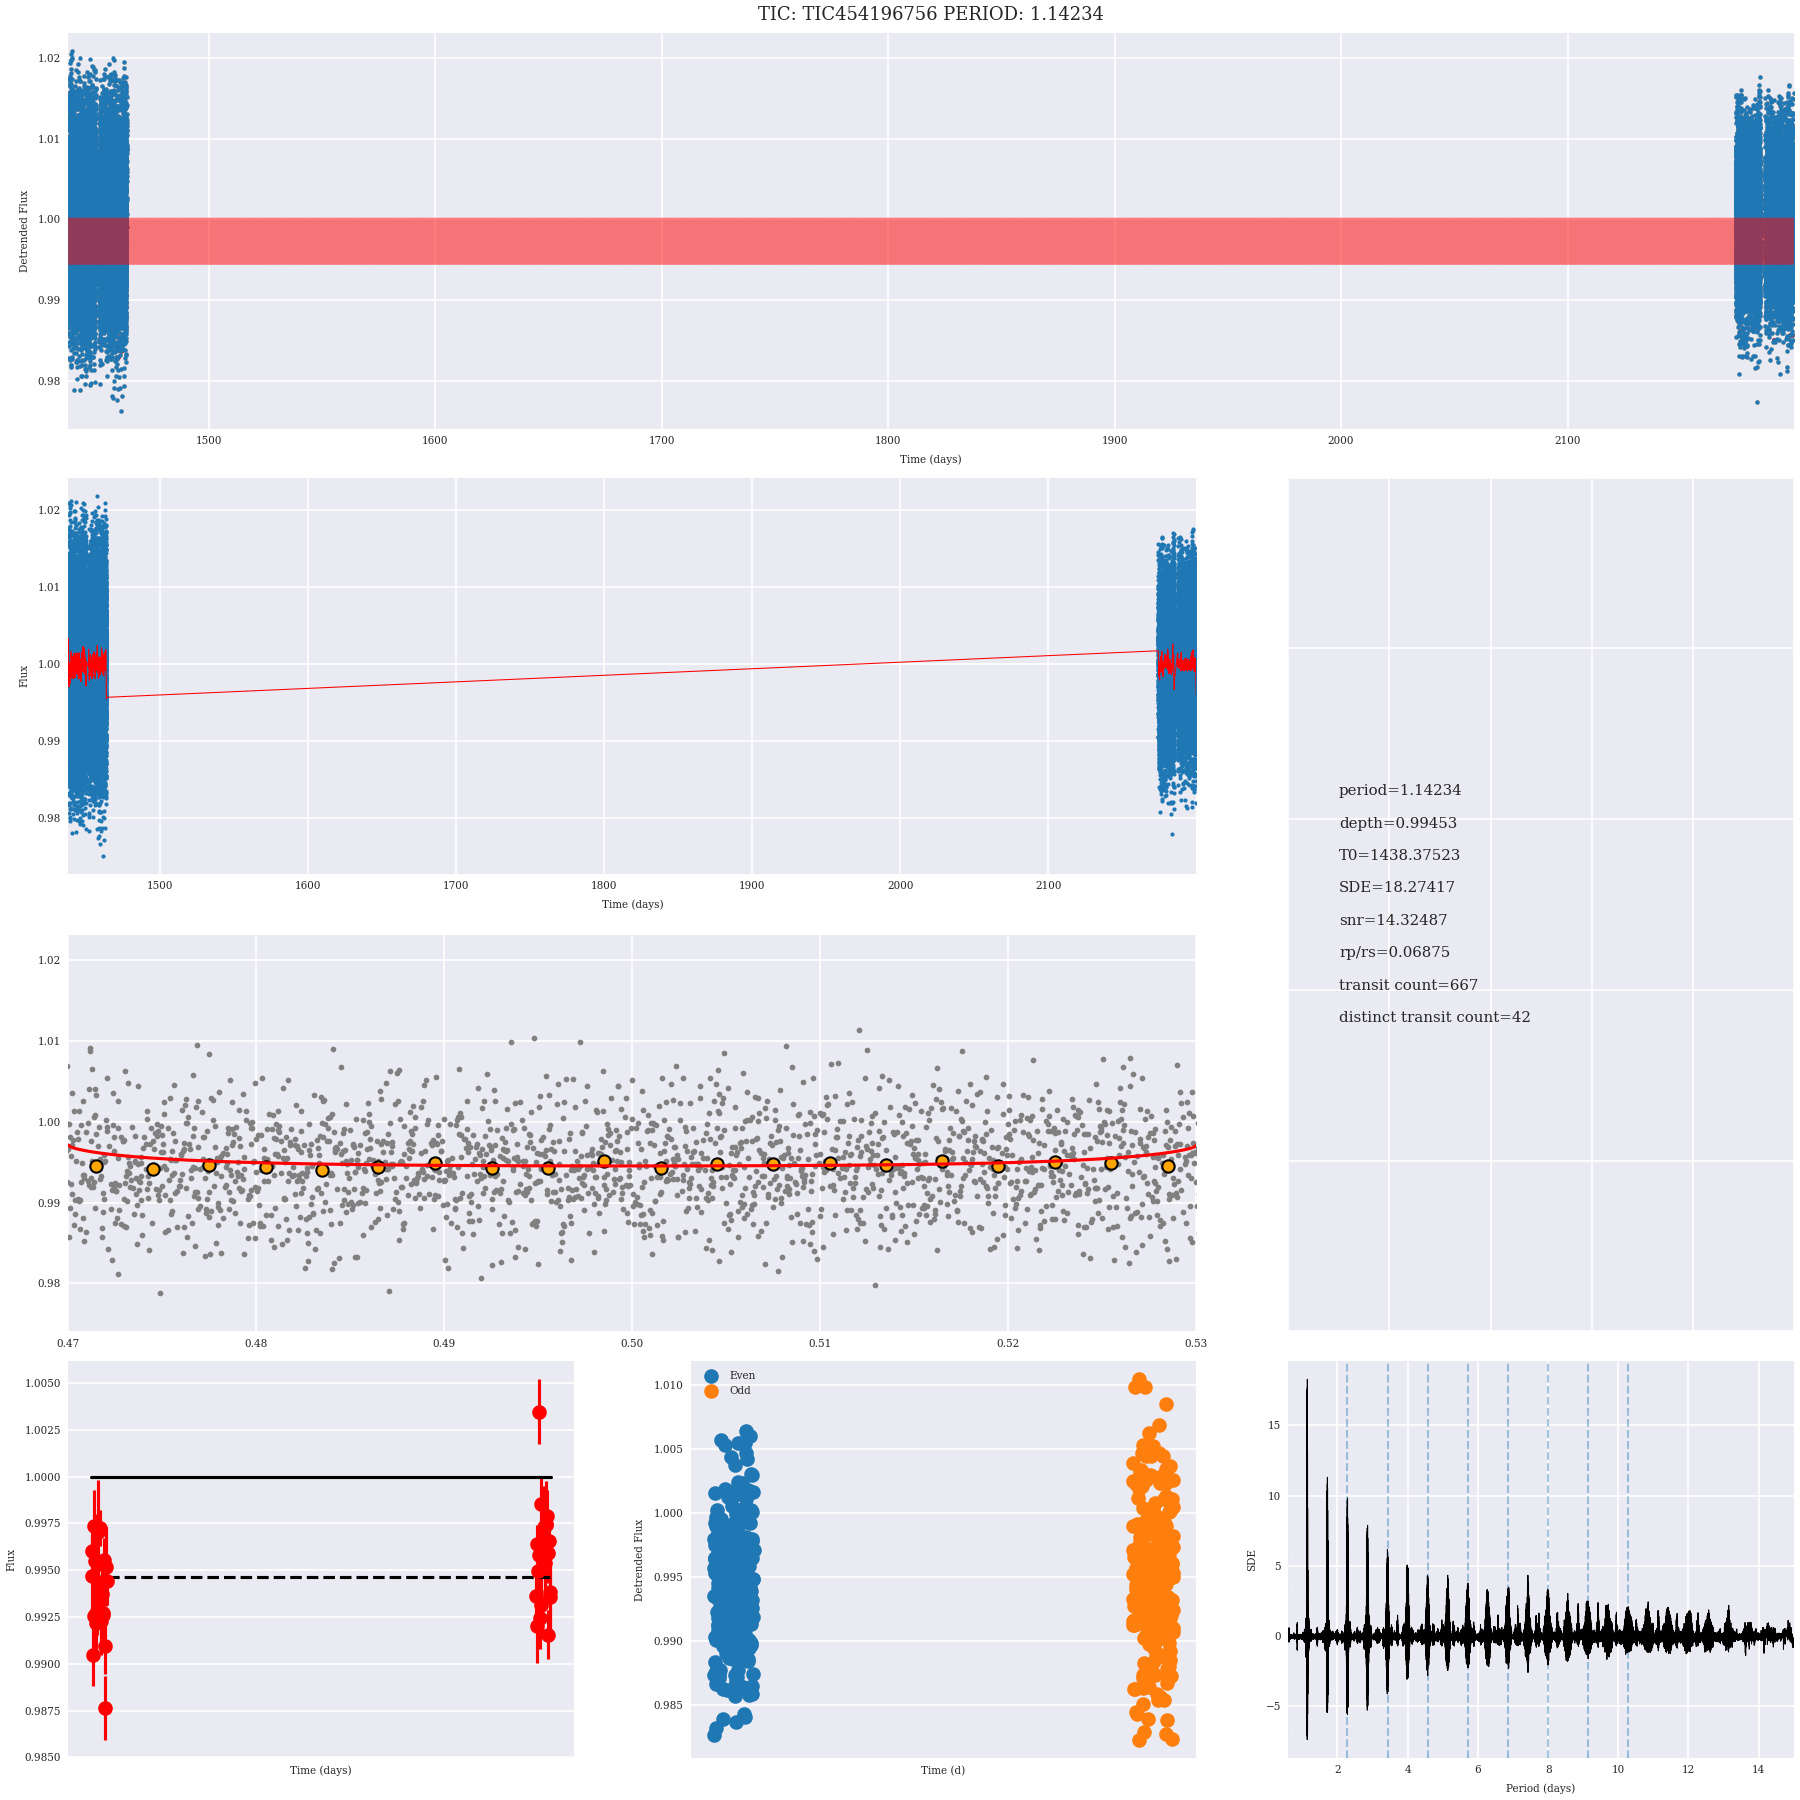 TIC: TIC454196756 PERIOD: 1.14234
1.02
1.01
1.00
0.99
0.98
Detrended Flux
1500 1600 1700 1800 1900 2000 2100
Time (days)
1.02
1.01
1.00
0.99
0.98
Flux
1500 1600 1700 1800 1900 2000 2100
Time (days)
period=1.14234
depth=0.99453
T0=1438.37523
SDE=18.27417
snr=14.32487
rp/rs=0.06875
transit count=667
distinct transit count=42
1.02
1.01
1.00
0.99
0.98
0.47 0.48 0.49 0.50 0.51 0.52 0.53
1.0050
1.0025
1.0000
0.9975
0.9950
0.9925
0.9900
0.9875
0.9850
Flux
Time (days)
Even
Odd
1.010
1.005
1.000
0.995
0.990
0.985
Detrended Flux
Time (d)
15
10
5
0
−5
SDE
2 4 6 8 10 12 14
Period (days)